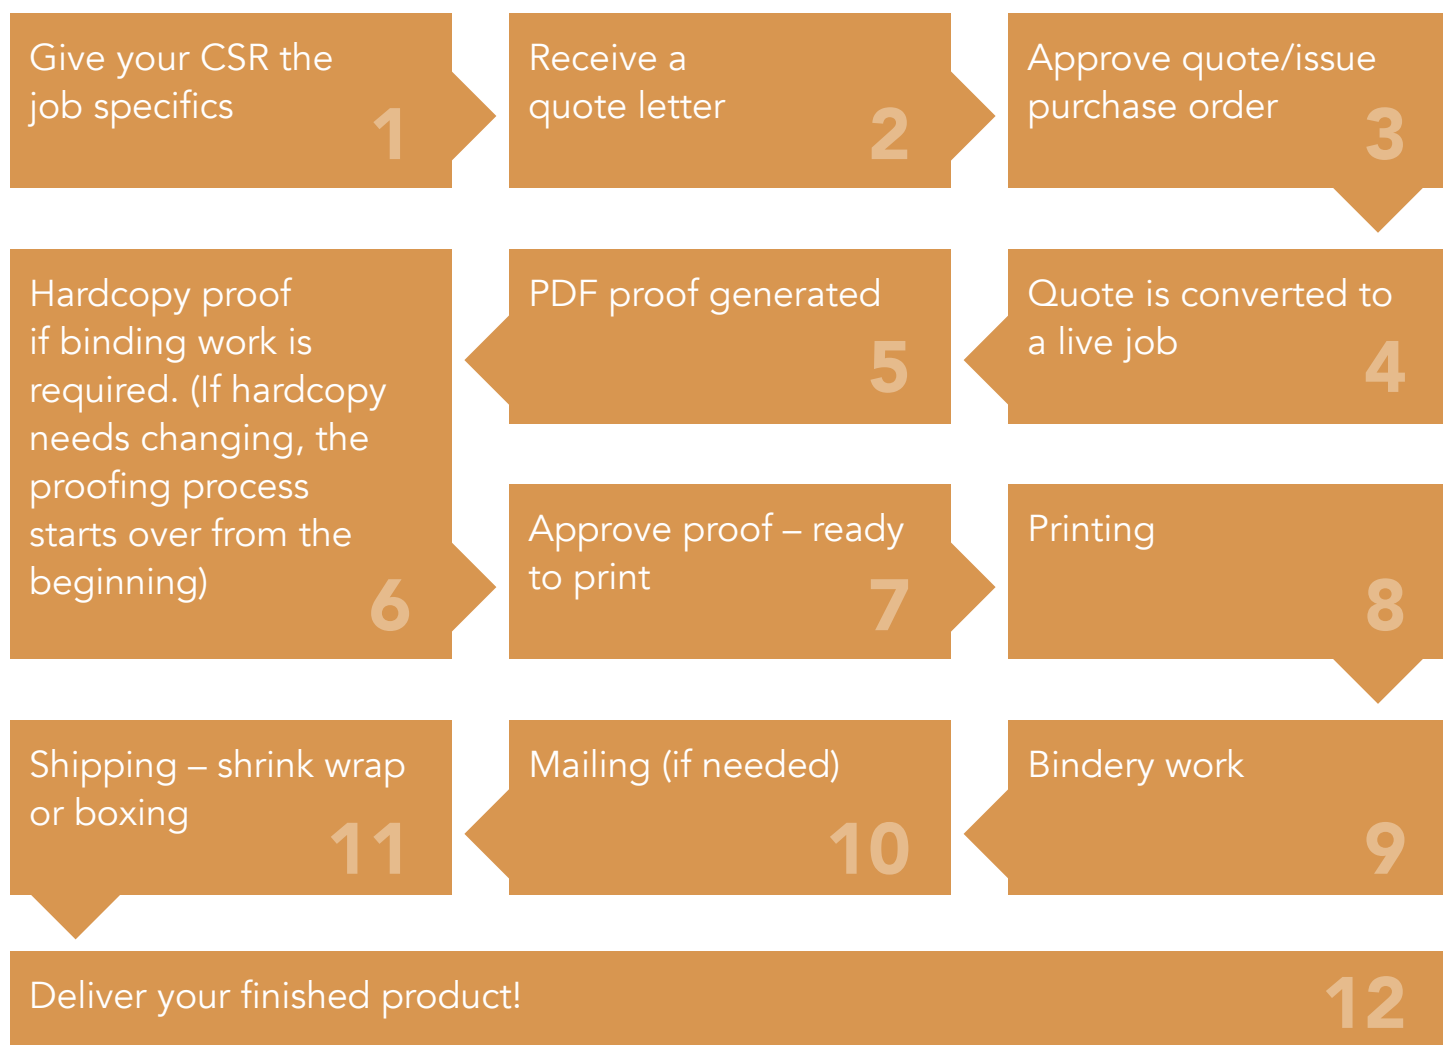 Give your CSR the
job specifics
1
Receive a
quote letter
2
Approve quote/issue
purchase order
3
Quote is converted to
a live job
4
PDF proof generated
5
Hardcopy proof
if binding work is
required. (If hardcopy
needs changing, the
proofing process
starts over from the
beginning)
6
Approve proof – ready
to print
7
Printing
8
Bindery work
9
Mailing (if needed)
10
Shipping – shrink wrap
or boxing
11
Deliver your finished product!
12